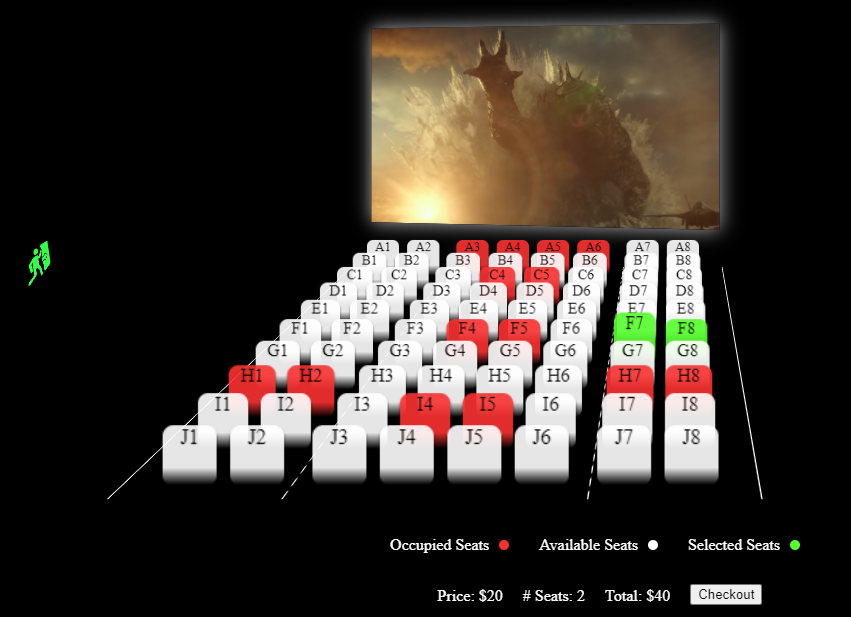 A1 A2 A3 A4 A5 A6 A7 A8
B1 B2 B3 B4 B5 B6 B7 B8
C1 C2 C3 C4 C5 C6 C7 C8
D1 D2 D3 D4 D5 D6 D7 D8
E1 E2 E3 E4 E5 E6 E7 E8
F1 F2 F3 F4 F5 F6 F7 F8
G1 G2 G3 G4 G5 G6 G7 G8
H1 H2 H3 H4 H5 H6 H7 H8
I1 I2 I3 I4 I5 I6 I7 I8
J1 J2 J3 J4 J5 J6 J7 J8
Occupied Seats Available Seats Selected Seats
Price: $20 # Seats: 2 Total: $40 Checkout